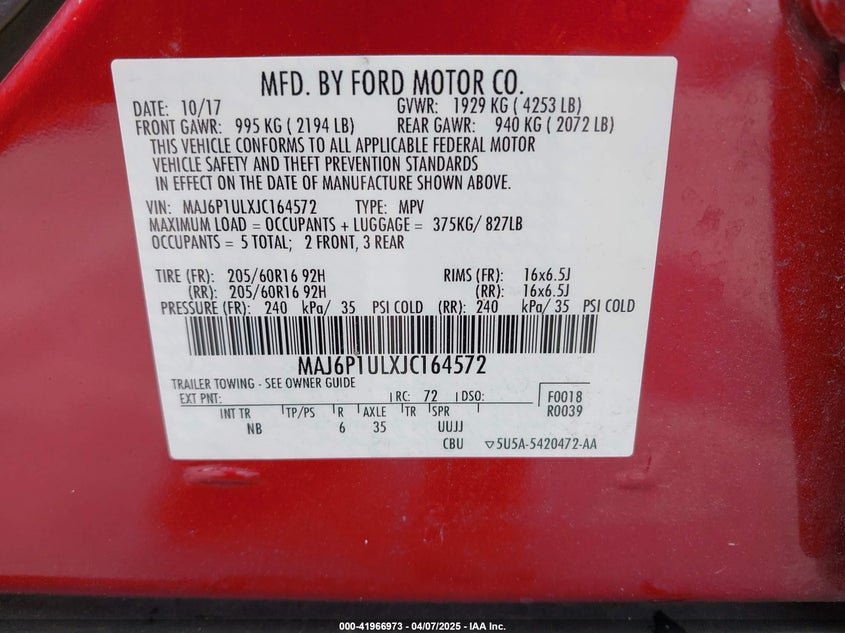 MFD. BY FORD MOTOR CO.
DATE: 10/17 GVWR: 1929 KG ( 4253 LB)
FRONT GAWR: 995 KG ( 2194 LB) REAR GAWR: 940 KG ( 2072 LB)
THIS VEHICLE CONFORMS TO ALL APPLICABLE FEDERAL MOTOR
VEHICLE SAFETY AND THEFT PREVENTION STANDARDS
IN EFFECT ON THE DATE OF MANUFACTURE SHOWN ABOVE.
VIN: MAJ6P1ULXJC164572 TYPE: MPV
MAXIMUM LOAD = OCCUPANTS + LUGGAGE = 375KG/ 827LB
OCCUPANTS = 5 TOTAL; 2 FRONT, 3 REAR
TIRE (FR): 205/60R16 92H RIMS (FR): 16x6.5J
(RR): 205/60R16 92H (RR): 16x6.5J
PRESSURE (FR): 240 kPa/ 35 PSI COLD (RR): 240 kPa/ 35 PSI COLD
MAJ6P1ULXJC164572
TRAILER TOWING - SEE OWNER GUIDE
EXT PNT: RC: 72 DSO: F0018
INT TR TP/PS R AXLE TR SPR R0039
NB 6 35 UUJJ
CBU 5U5A-5420472-AA
000-41966973 - 04/07/2025 - IAA Inc.